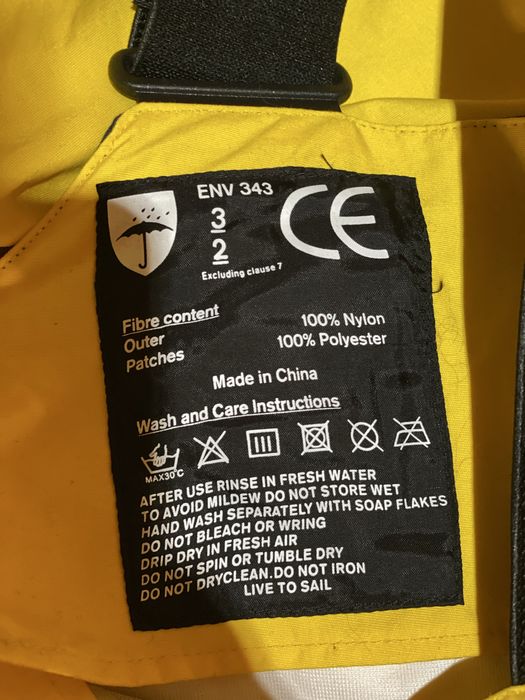 ENV 343
3
2
Excluding clause 7
CE
Fibre content
Outer 100% Nylon
Patches 100% Polyester
Made in China
Wash and Care Instructions
MAX30°C
AFTER USE RINSE IN FRESH WATER
TO AVOID MILDEW DO NOT STORE WET
HAND WASH SEPARATELY WITH SOAP FLAKES
DO NOT BLEACH OR WRING
DRIP DRY IN FRESH AIR
DO NOT SPIN OR TUMBLE DRY
DO NOT DRYCLEAN.DO NOT IRON
LIVE TO SAIL